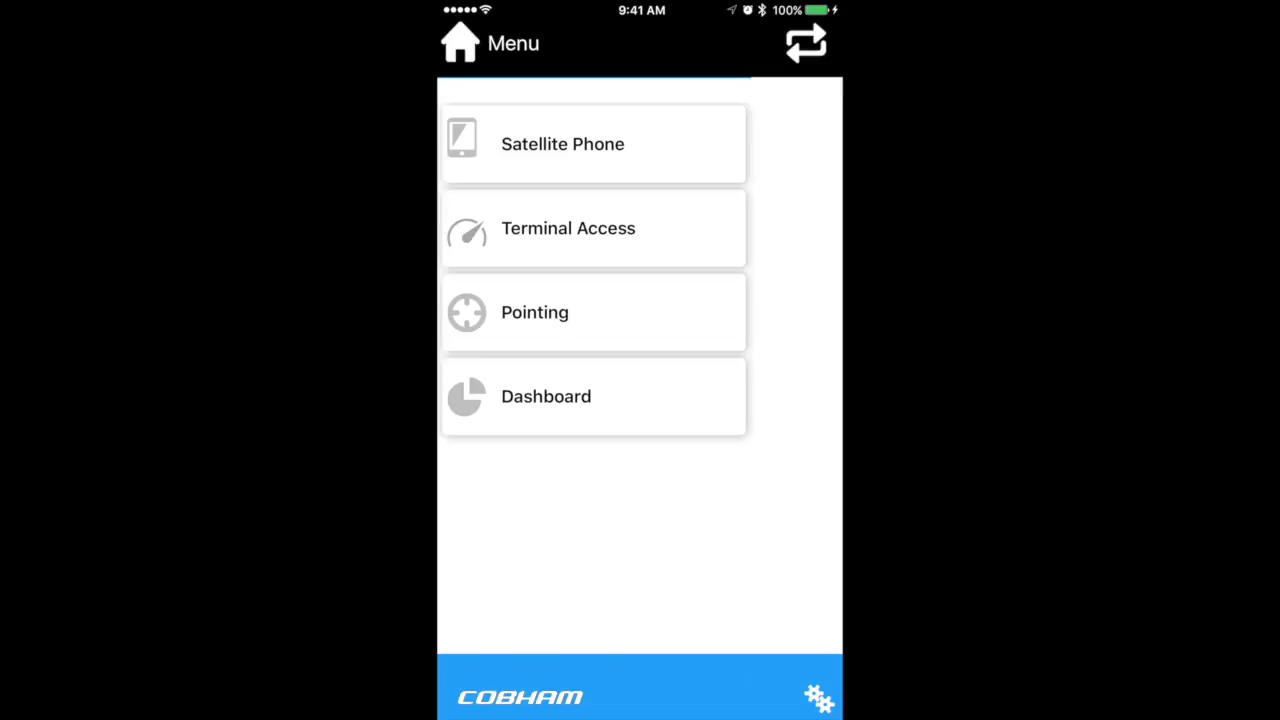 9:41 AM
100%
Menu
Satellite Phone
Terminal Access
Pointing
Dashboard
COBHAM